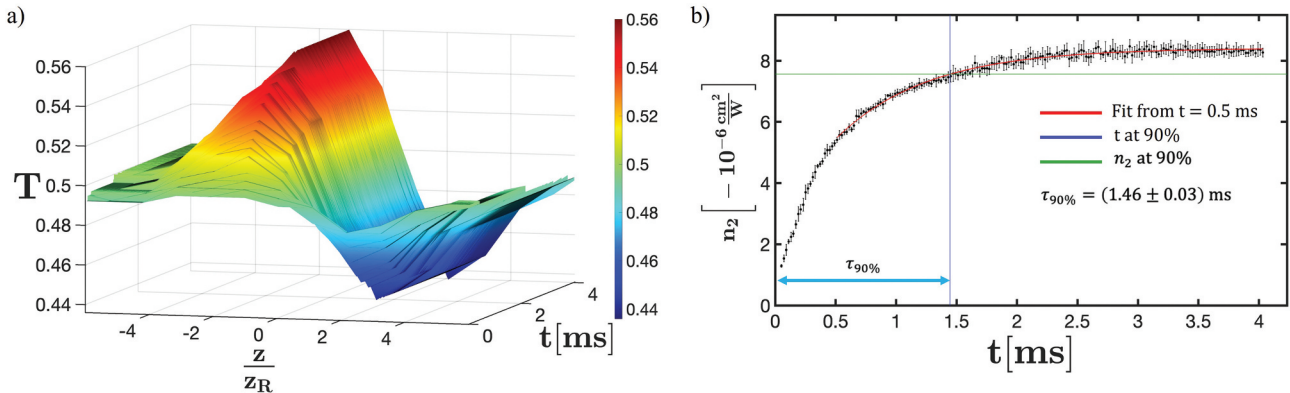 a)
0.56
0.54
0.52
T
0.5
0.48
0.46
0.44
-4
-2
0
2
4
z
z_R
0
2
4
t[ms]
0.56
0.54
0.52
0.50
0.48
0.46
0.44
b)
n₂ [ − 10⁻⁶ cm²/W ]
8
6
4
2
0
Fit from t = 0.5 ms
t at 90%
n₂ at 90%
τ₉₀% = (1.46 ± 0.03) ms
τ₉₀%
0 0.5 1 1.5 2 2.5 3 3.5 4
t[ms]